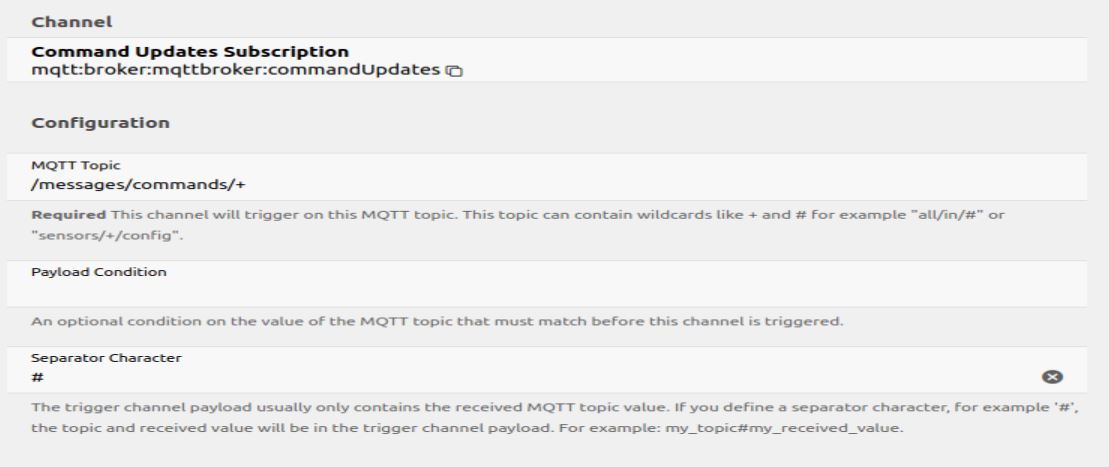 Channel
Command Updates Subscription
mqtt:broker:mqttbroker:commandUpdates
Configuration
MQTT Topic
/messages/commands/+
Required This channel will trigger on this MQTT topic. This topic can contain wildcards like + and # for example "all/in/#" or
"sensors/+/config".
Payload Condition
An optional condition on the value of the MQTT topic that must match before this channel is triggered.
Separator Character
#
The trigger channel payload usually only contains the received MQTT topic value. If you define a separator character, for example '#',
the topic and received value will be in the trigger channel payload. For example: my_topic#my_received_value.